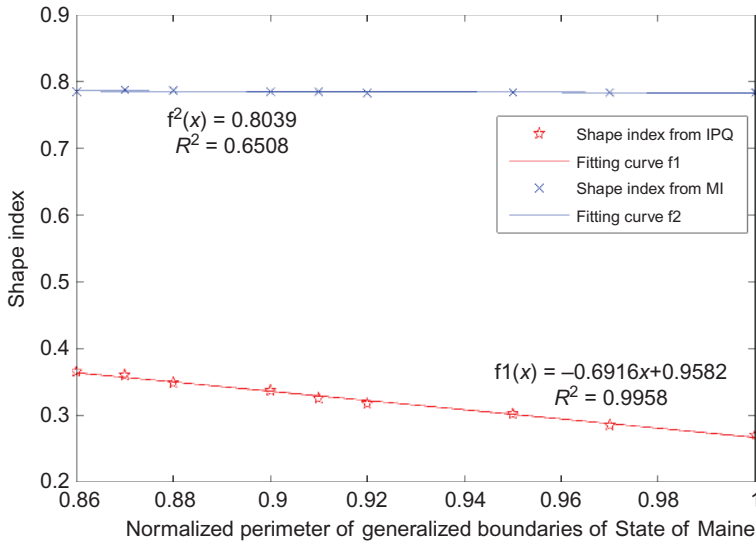 0.9
0.8
f²(x) = 0.8039
R² = 0.6508
0.7
Shape index from IPQ
Fitting curve f1
Shape index from MI
Fitting curve f2
0.6
Shape index
0.5
0.4
f1(x) = –0.6916x+0.9582
R² = 0.9958
0.3
0.2
0.86 0.88 0.9 0.92 0.94 0.96 0.98 1
Normalized perimeter of generalized boundaries of State of Maine